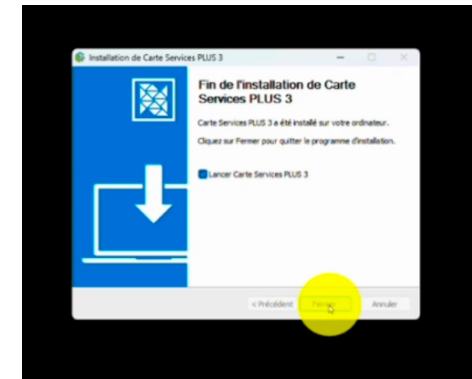 Installation de Carte Services PLUS 3
Fin de l'installation de Carte
Services PLUS 3
Carte Services PLUS 3 a été installé sur votre ordinateur.
Cliquez sur Fermer pour quitter le programme d'installation.
Lancer Carte Services PLUS 3
< Précédent Fermer Annuler